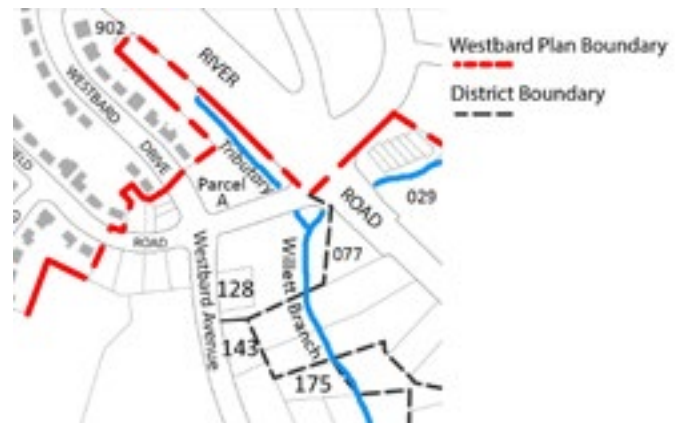 902
RIVER
Westbard Plan Boundary
District Boundary
WESTBARD
DRIVE
Tributary
Parcel
A
ROAD
029
ROAD
Westbard Avenue
Willett Branch
077
128
143
175